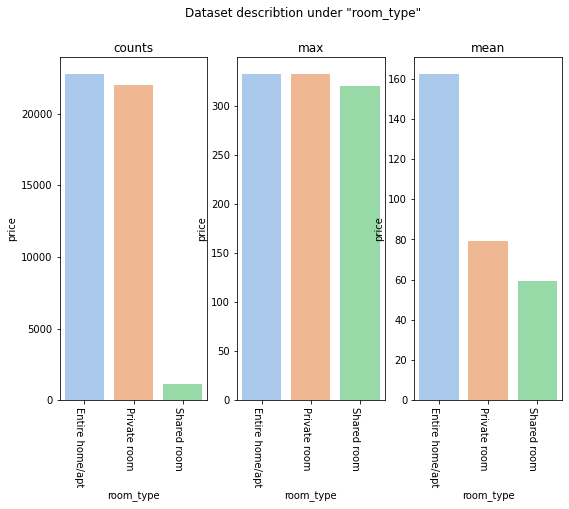 Dataset describtion under "room_type"
counts
max
mean
price
20000
15000
10000
5000
0
Entire home/apt
Private room
Shared room
room_type
price
300
250
200
150
100
50
0
Entire home/apt
Private room
Shared room
room_type
price
160
140
120
100
80
60
40
20
0
Entire home/apt
Private room
Shared room
room_type